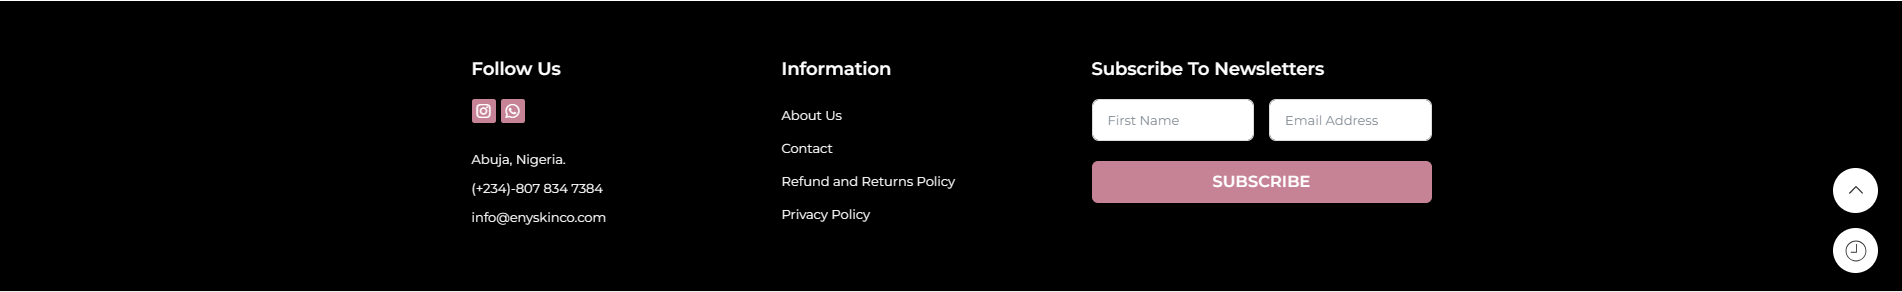 Follow Us
Abuja, Nigeria.
(+234)-807 834 7384
info@enyskinco.com
Information
About Us
Contact
Refund and Returns Policy
Privacy Policy
Subscribe To Newsletters
First Name
Email Address
SUBSCRIBE